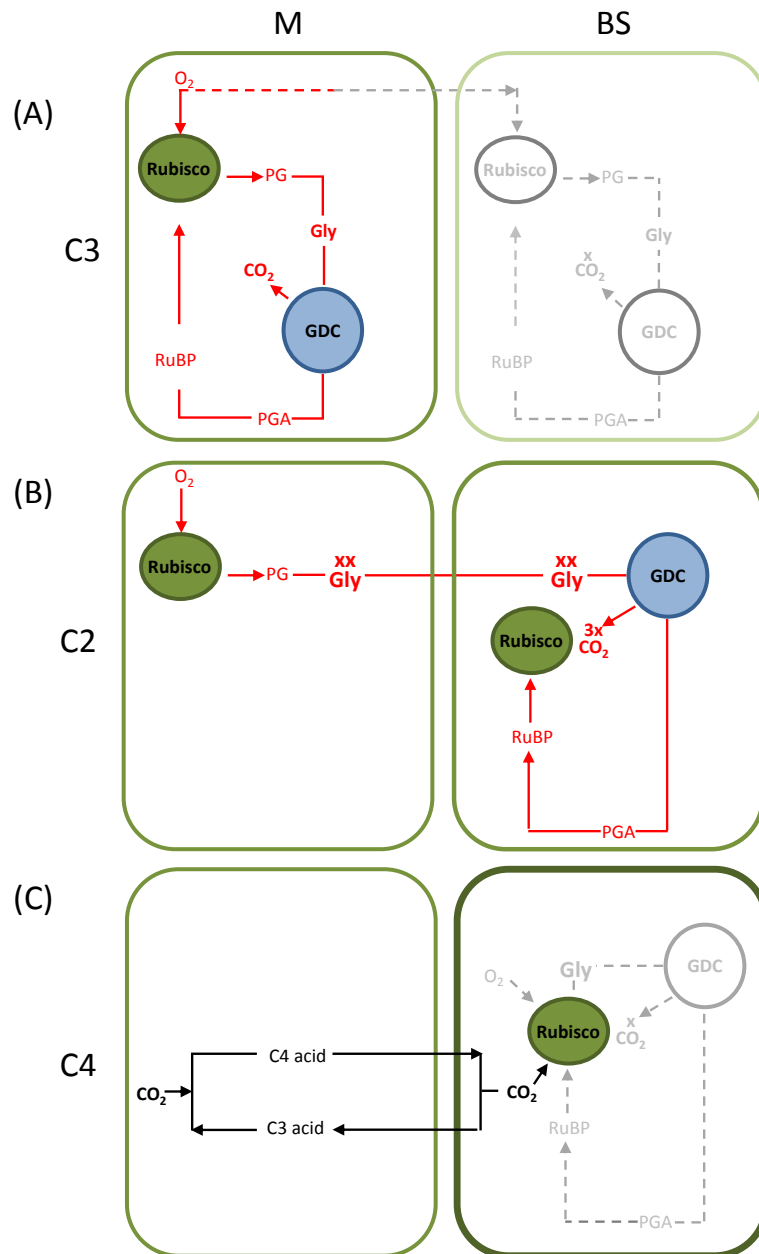 M BS
(A)
C3
O₂
Rubisco
PG
Gly
CO₂
GDC
RuBP
PGA
Rubisco
PG
Gly
x
CO₂
GDC
RuBP
PGA
(B)
C2
O₂
Rubisco
PG
xx
Gly
xx
Gly
GDC
Rubisco
3x
CO₂
RuBP
PGA
(C)
C4
CO₂
C4 acid
C3 acid
CO₂
O₂
Gly
GDC
Rubisco
x
CO₂
RuBP
PGA